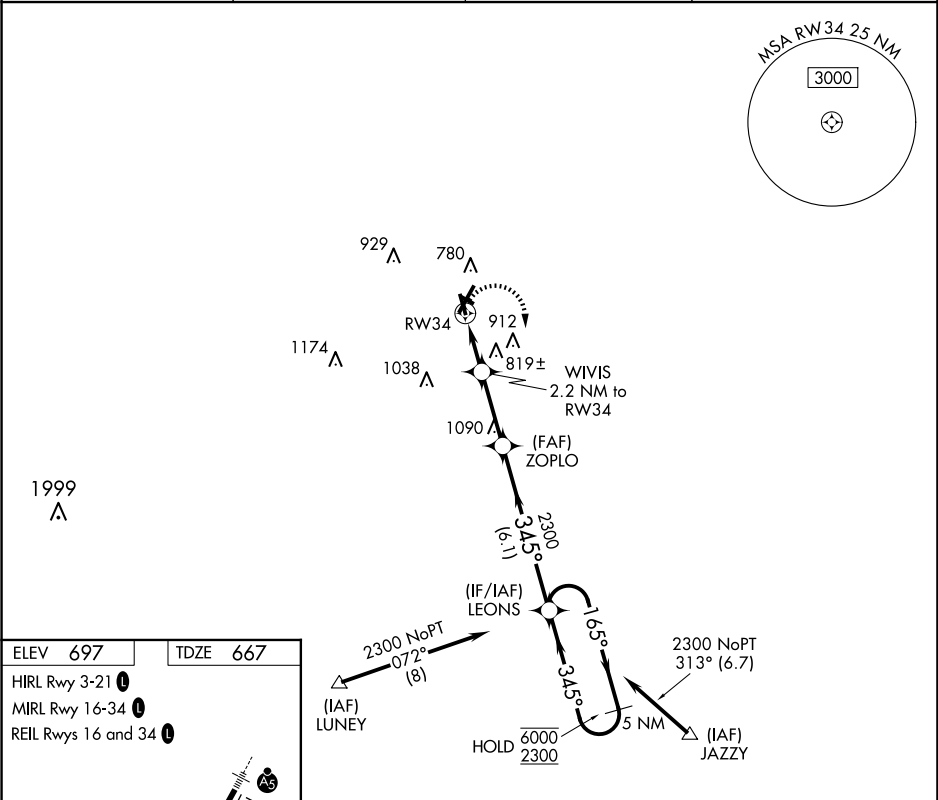 MSA RW34 25 NM
3000
929
780
RW34
912
819±
1174
1038
WIVIS
2.2 NM to
RW34
1090
(FAF)
ZOPLO
1999
2300
345°
(6.1)
(IF/IAF)
LEONS
165°
345°
2300 NoPT
072°
(8)
(IAF)
LUNEY
2300 NoPT
313° (6.7)
5 NM
(IAF)
JAZZY
HOLD 6000
2300
ELEV 697
TDZE 667
HIRL Rwy 3-21 L
MIRL Rwy 16-34 L
REIL Rwys 16 and 34 L
A5